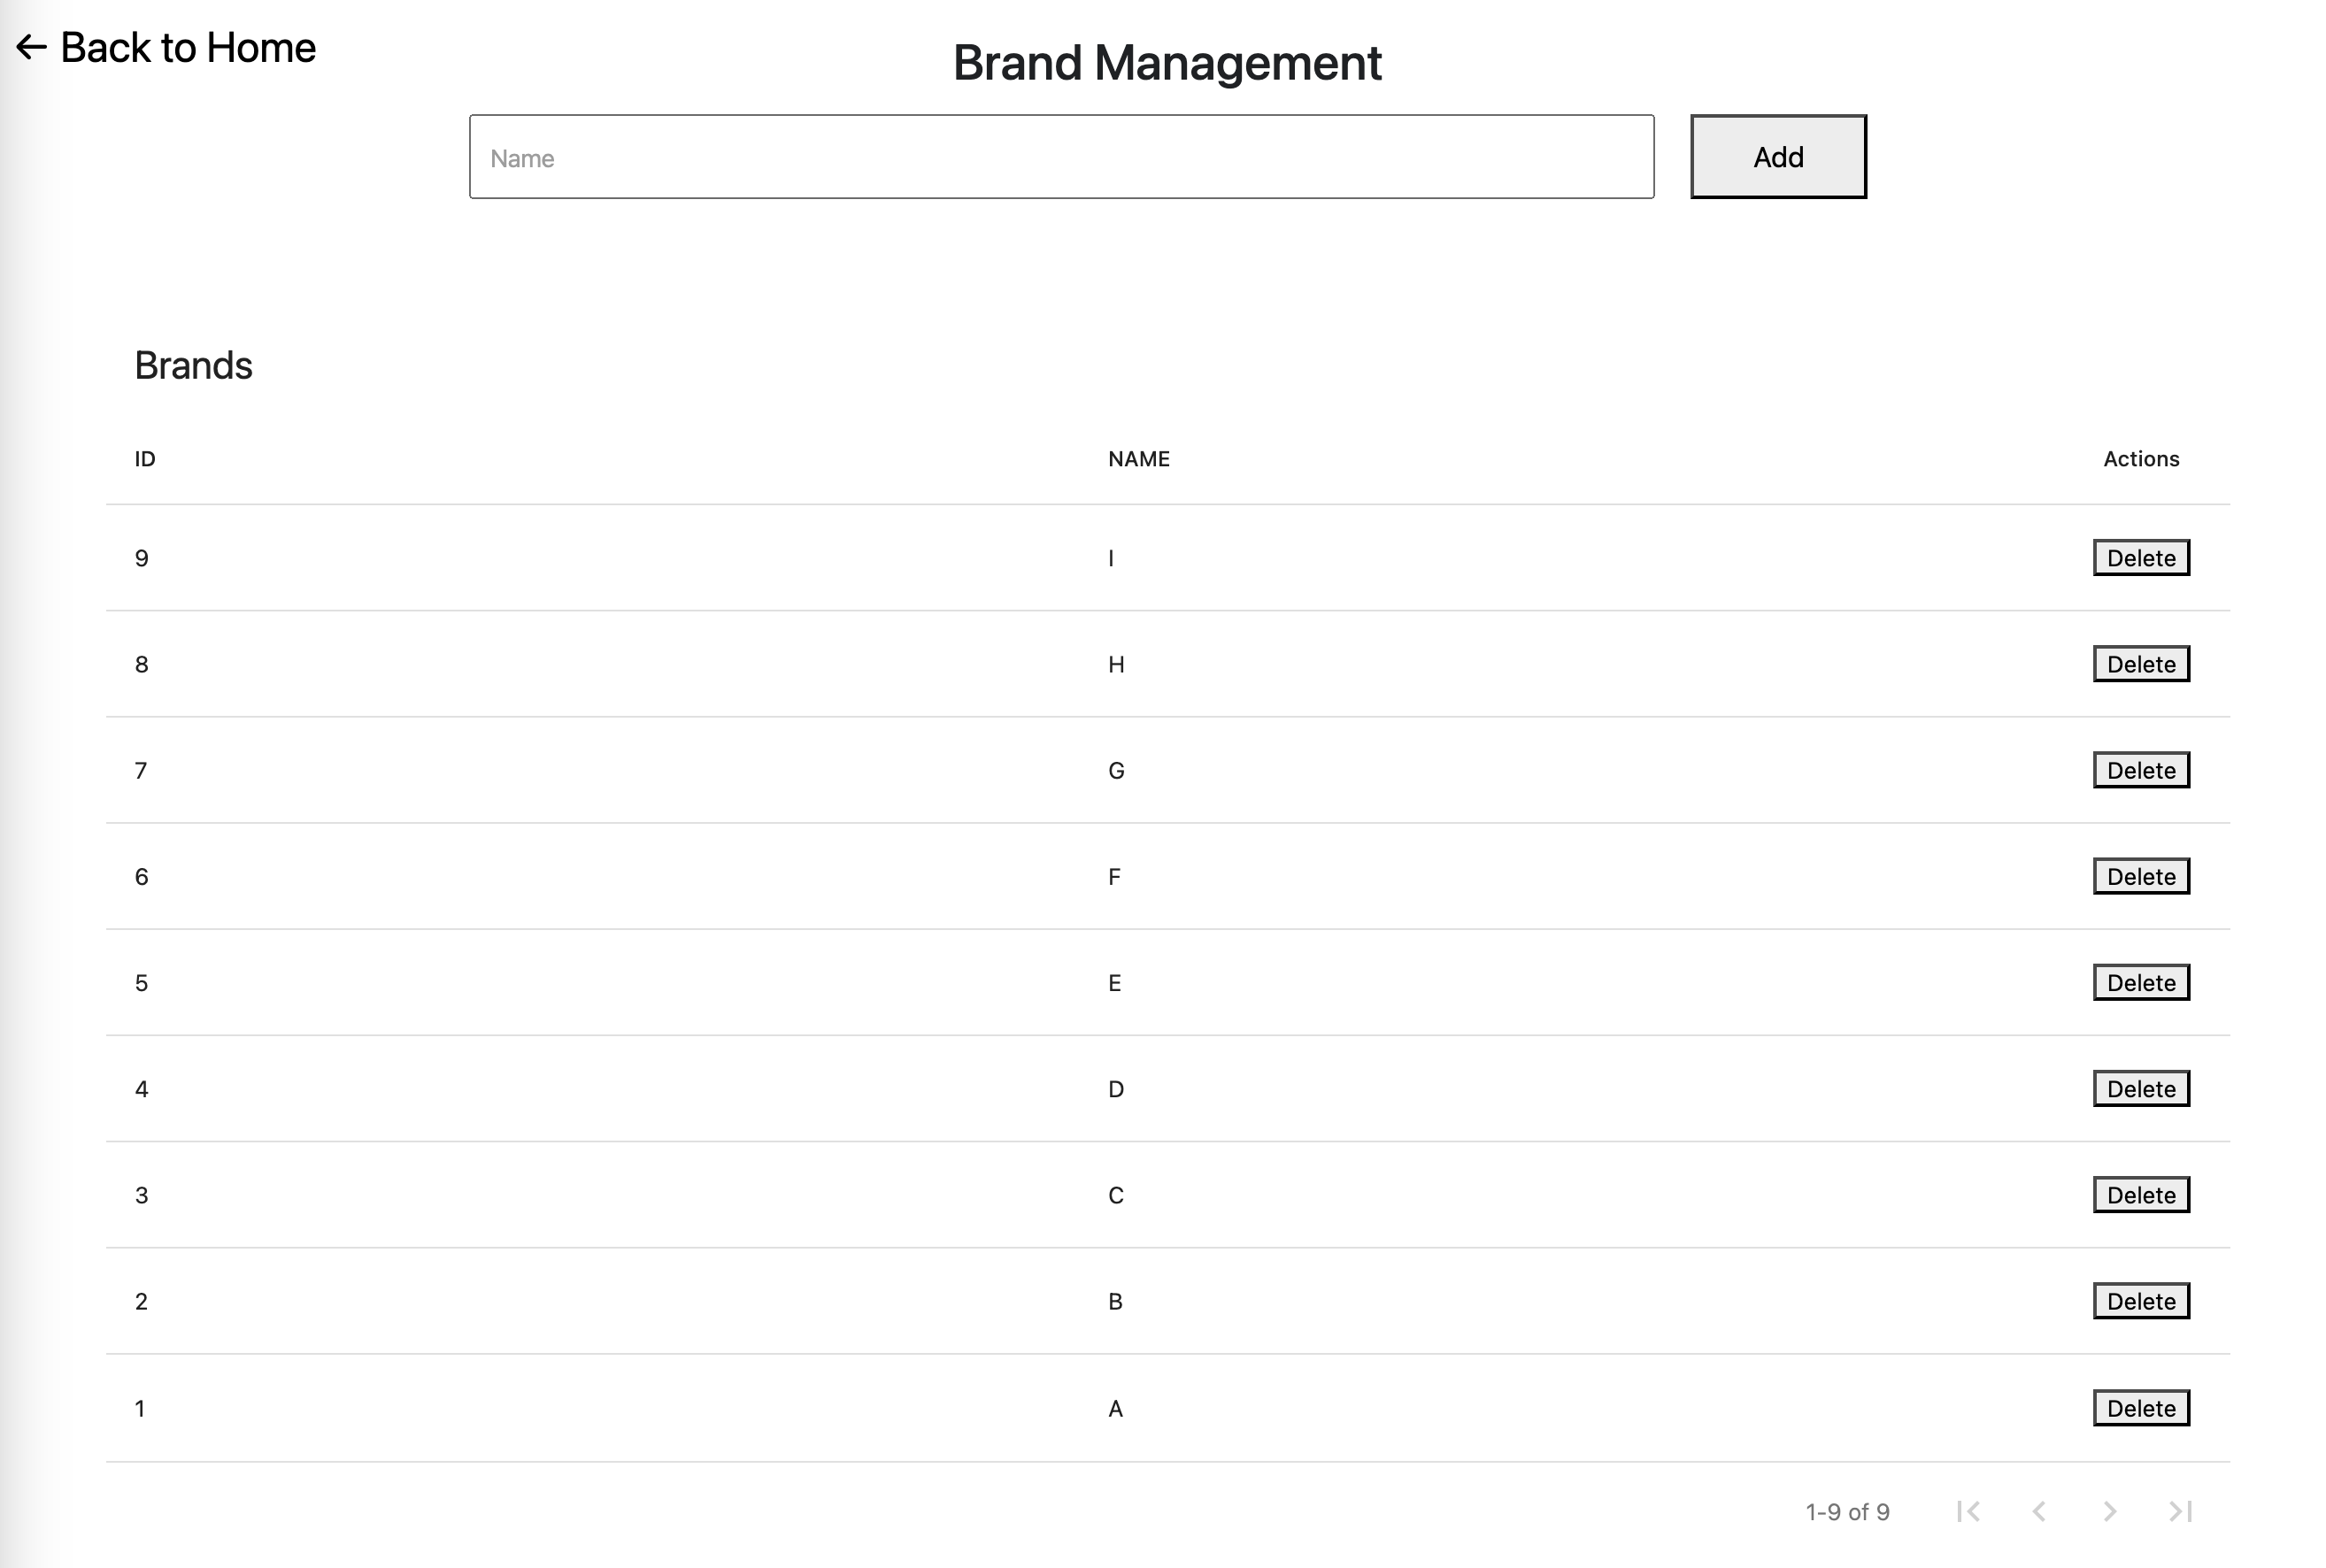 Back to Home
Brand Management
Name
Add
Brands
ID NAME Actions
9 I Delete
8 H Delete
7 G Delete
6 F Delete
5 E Delete
4 D Delete
3 C Delete
2 B Delete
1 A Delete
1-9 of 9